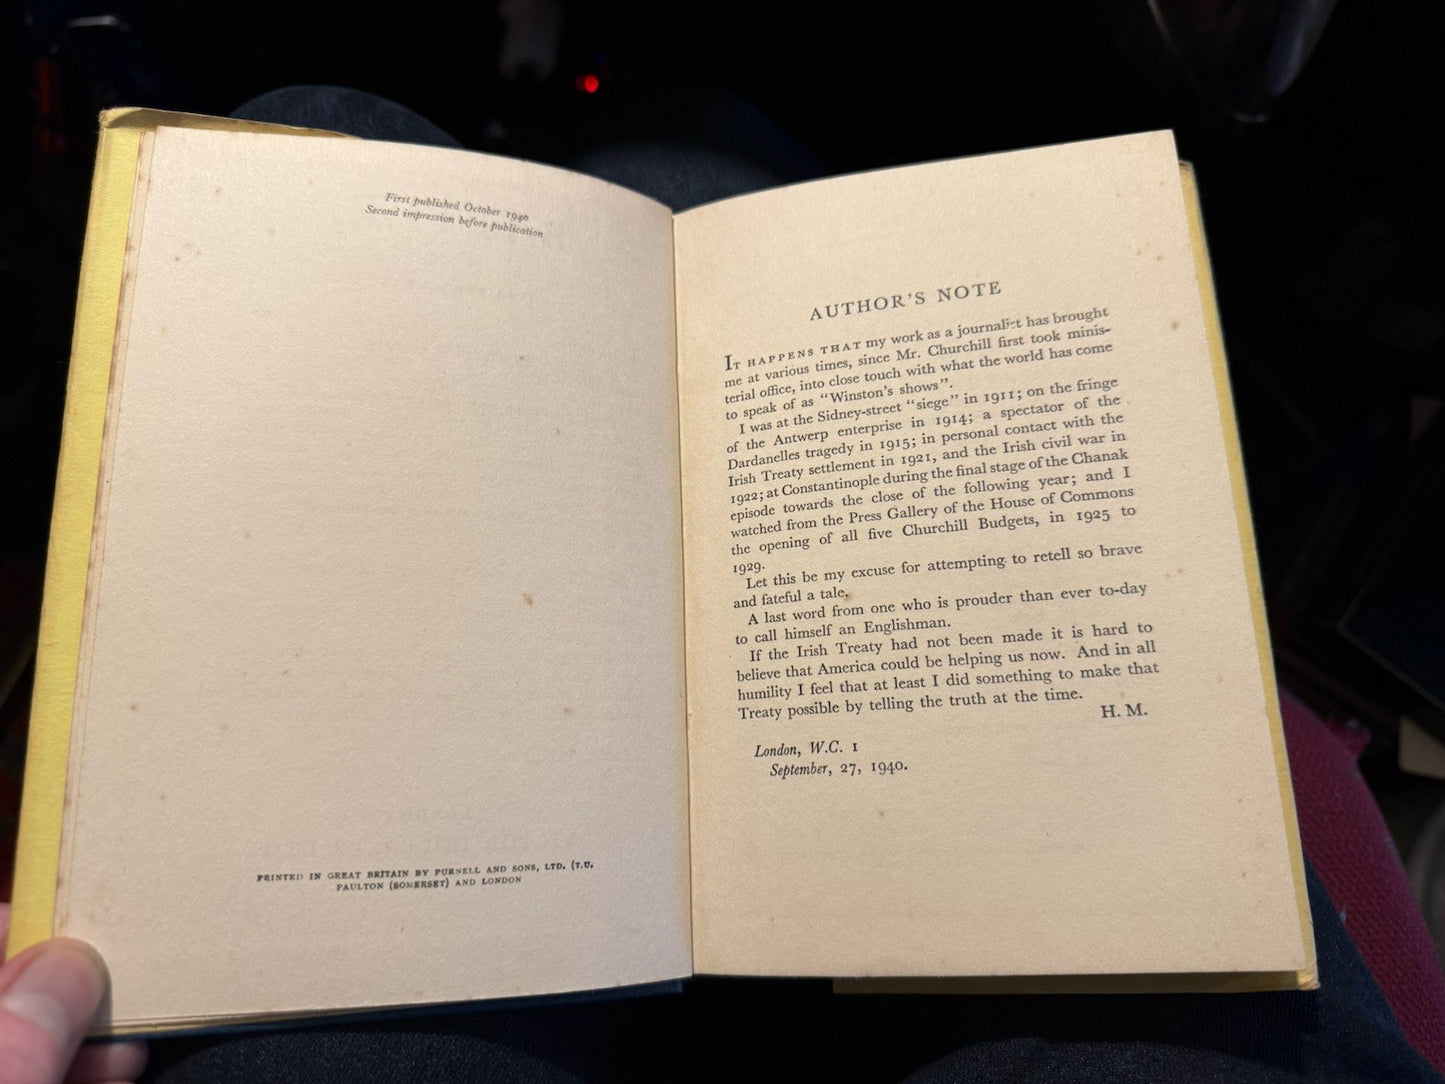 First published October 1940
Second impression before publication
PRINTED IN GREAT BRITAIN BY PURNELL AND SONS, LTD. (T.U.
PAULTON (SOMERSET) AND LONDON
AUTHOR'S NOTE
IT HAPPENS THAT my work as a journalist has brought
me at various times, since Mr. Churchill first took minis-
terial office, into close touch with what the world has come
to speak of as "Winston's shows".
I was at the Sidney-street "siege" in 1911; on the fringe
of the Antwerp enterprise in 1914; a spectator of the
Dardanelles tragedy in 1915; in personal contact with the
Irish Treaty settlement in 1921, and the Irish civil war in
1922; at Constantinople during the final stage of the Chanak
episode towards the close of the following year; and I
watched from the Press Gallery of the House of Commons
the opening of all five Churchill Budgets, in 1925 to
1929.
Let this be my excuse for attempting to retell so brave
and fateful a tale.
A last word from one who is prouder than ever to-day
to call himself an Englishman.
If the Irish Treaty had not been made it is hard to
believe that America could be helping us now. And in all
humility I feel that at least I did something to make that
Treaty possible by telling the truth at the time.
H. M.
London, W.C. 1
September, 27, 1940.